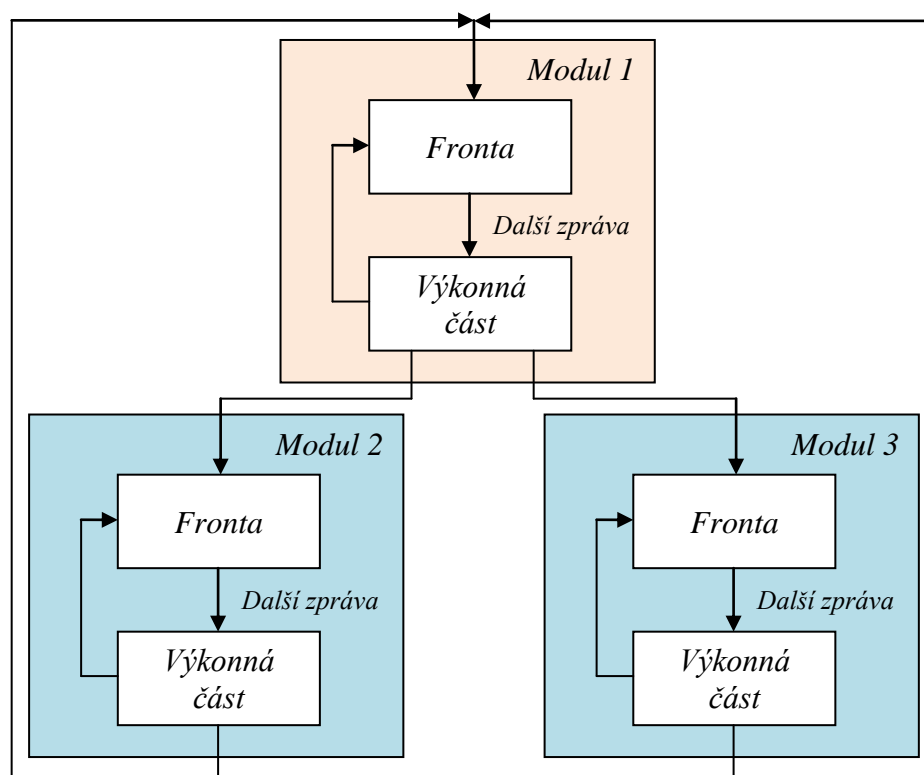 Modul 1
Fronta
Další zpráva
Výkonná
část
Modul 2
Fronta
Další zpráva
Výkonná
část
Modul 3
Fronta
Další zpráva
Výkonná
část